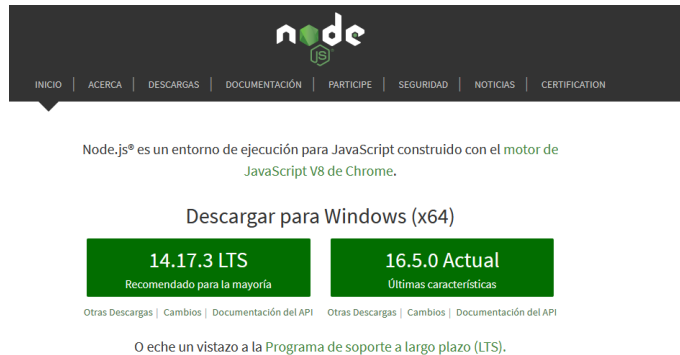 node
JS
INICIO | ACERCA | DESCARGAS | DOCUMENTACIÓN | PARTICIPE | SEGURIDAD | NOTICIAS | CERTIFICATION
Node.js® es un entorno de ejecución para JavaScript construido con el motor de
JavaScript V8 de Chrome.
Descargar para Windows (x64)
14.17.3 LTS
Recomendado para la mayoría
16.5.0 Actual
Últimas características
Otras Descargas | Cambios | Documentación del API
Otras Descargas | Cambios | Documentación del API
O eche un vistazo a la Programa de soporte a largo plazo (LTS).